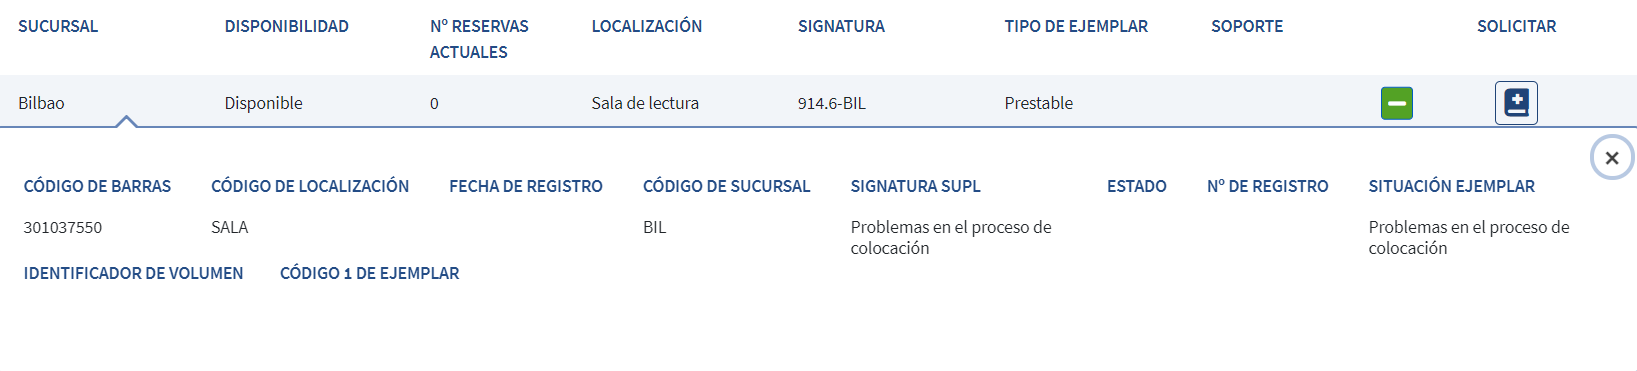 SUCURSAL DISPONIBILIDAD Nº RESERVAS ACTUALES LOCALIZACIÓN SIGNATURA TIPO DE EJEMPLAR SOPORTE SOLICITAR
Bilbao Disponible 0 Sala de lectura 914.6-BIL Prestable
CÓDIGO DE BARRAS CÓDIGO DE LOCALIZACIÓN FECHA DE REGISTRO CÓDIGO DE SUCURSAL SIGNATURA SUPL ESTADO Nº DE REGISTRO SITUACIÓN EJEMPLAR
301037550 SALA BIL Problemas en el proceso de colocación Problemas en el proceso de colocación
IDENTIFICADOR DE VOLUMEN CÓDIGO 1 DE EJEMPLAR